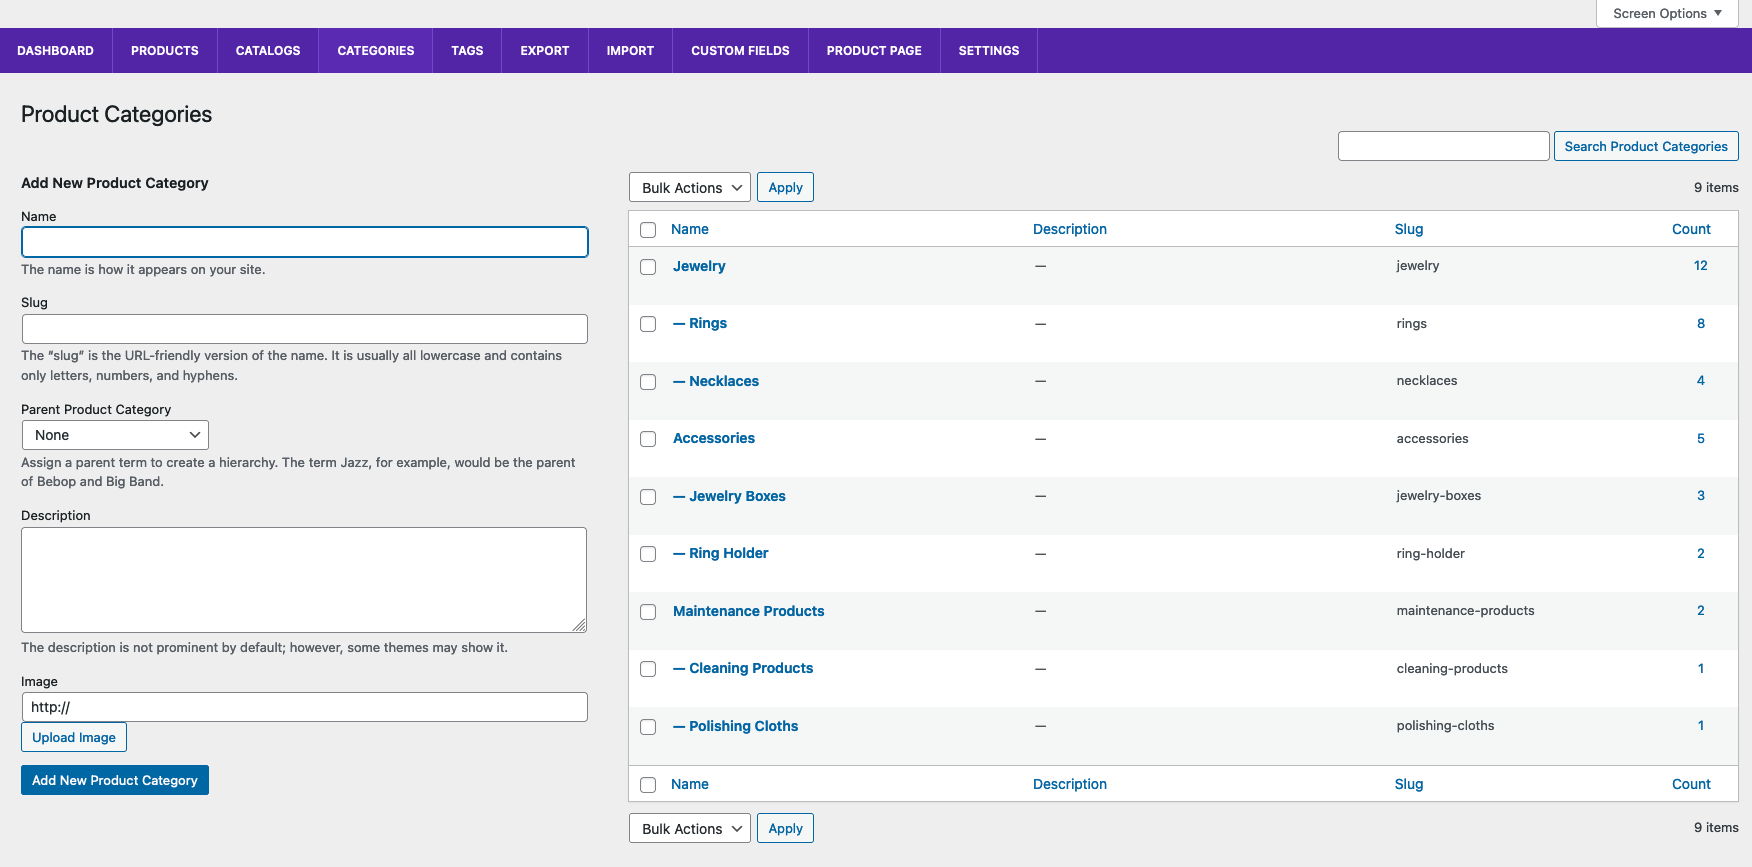 Screen Options ▼
DASHBOARD PRODUCTS CATALOGS CATEGORIES TAGS EXPORT IMPORT CUSTOM FIELDS PRODUCT PAGE SETTINGS
Product Categories
Search Product Categories
Add New Product Category
Name
The name is how it appears on your site.
Slug
The “slug” is the URL-friendly version of the name. It is usually all lowercase and contains
only letters, numbers, and hyphens.
Parent Product Category
None
Assign a parent term to create a hierarchy. The term Jazz, for example, would be the parent
of Bebop and Big Band.
Description
The description is not prominent by default; however, some themes may show it.
Image
http://
Upload Image
Add New Product Category
Bulk Actions Apply 9 items
Name Description Slug Count
Jewelry — jewelry 12
— Rings — rings 8
— Necklaces — necklaces 4
Accessories — accessories 5
— Jewelry Boxes — jewelry-boxes 3
— Ring Holder — ring-holder 2
Maintenance Products — maintenance-products 2
— Cleaning Products — cleaning-products 1
— Polishing Cloths — polishing-cloths 1
Name Description Slug Count
Bulk Actions Apply 9 items